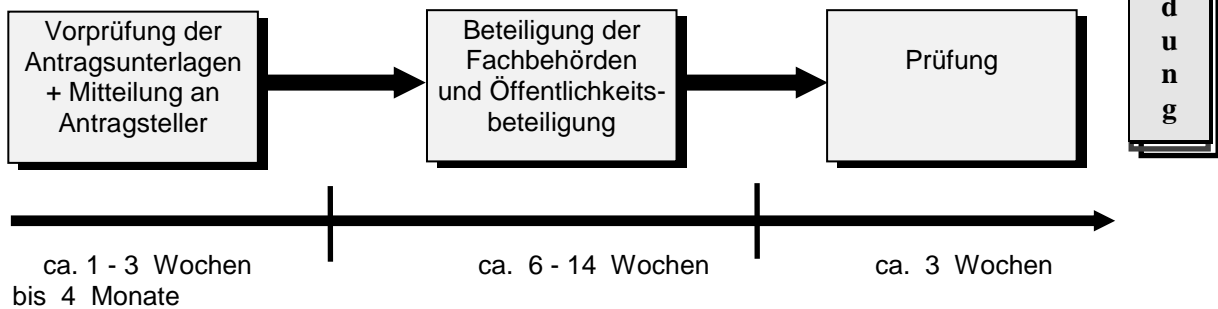 Vorprüfung der
Antragsunterlagen
+ Mitteilung an
Antragsteller
Beteiligung der
Fachbehörden
und Öffentlichkeits-
beteiligung
Prüfung
d
u
n
g
ca. 1 - 3 Wochen
bis 4 Monate
ca. 6 - 14 Wochen
ca. 3 Wochen